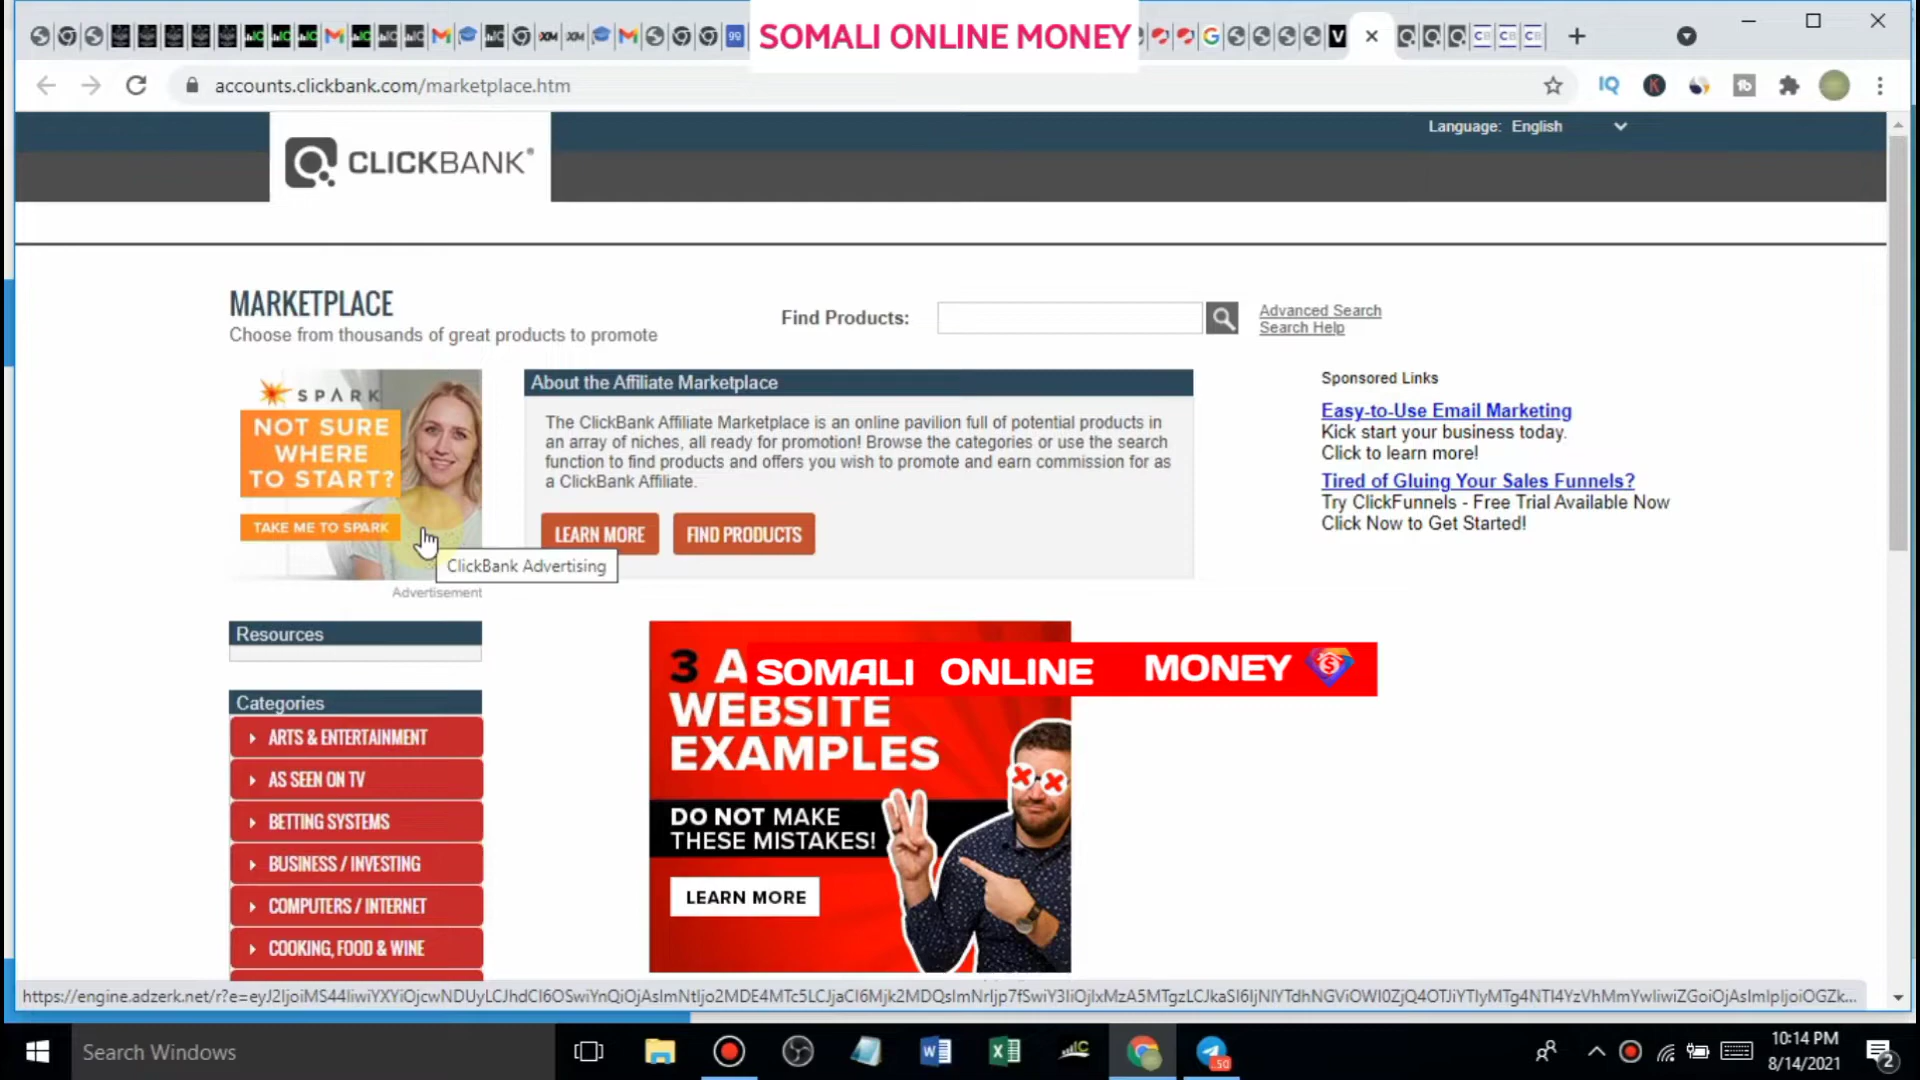 SOMALI ONLINE MONEY
99
V
CB
CB
CB
accounts.clickbank.com/marketplace.htm
IQ
K
tb
Language: English
CLICKBANK®
MARKETPLACE
Choose from thousands of great products to promote
Find Products:
Advanced Search
Search Help
SPARK
NOT SURE
WHERE
TO START?
TAKE ME TO SPARK
ClickBank Advertising
Advertisement
About the Affiliate Marketplace
The ClickBank Affiliate Marketplace is an online pavilion full of potential products in
an array of niches, all ready for promotion! Browse the categories or use the search
function to find products and offers you wish to promote and earn commission for as
a ClickBank Affiliate.
LEARN MORE
FIND PRODUCTS
Sponsored Links
Easy-to-Use Email Marketing
Kick start your business today.
Click to learn more!
Tired of Gluing Your Sales Funnels?
Try ClickFunnels - Free Trial Available Now
Click Now to Get Started!
Resources
Categories
ARTS & ENTERTAINMENT
AS SEEN ON TV
BETTING SYSTEMS
BUSINESS / INVESTING
COMPUTERS / INTERNET
COOKING, FOOD & WINE
3 A
SOMALI ONLINE MONEY
WEBSITE
EXAMPLES
DO NOT MAKE
THESE MISTAKES!
LEARN MORE
Search Windows
50
10:14 PM
8/14/2021
2